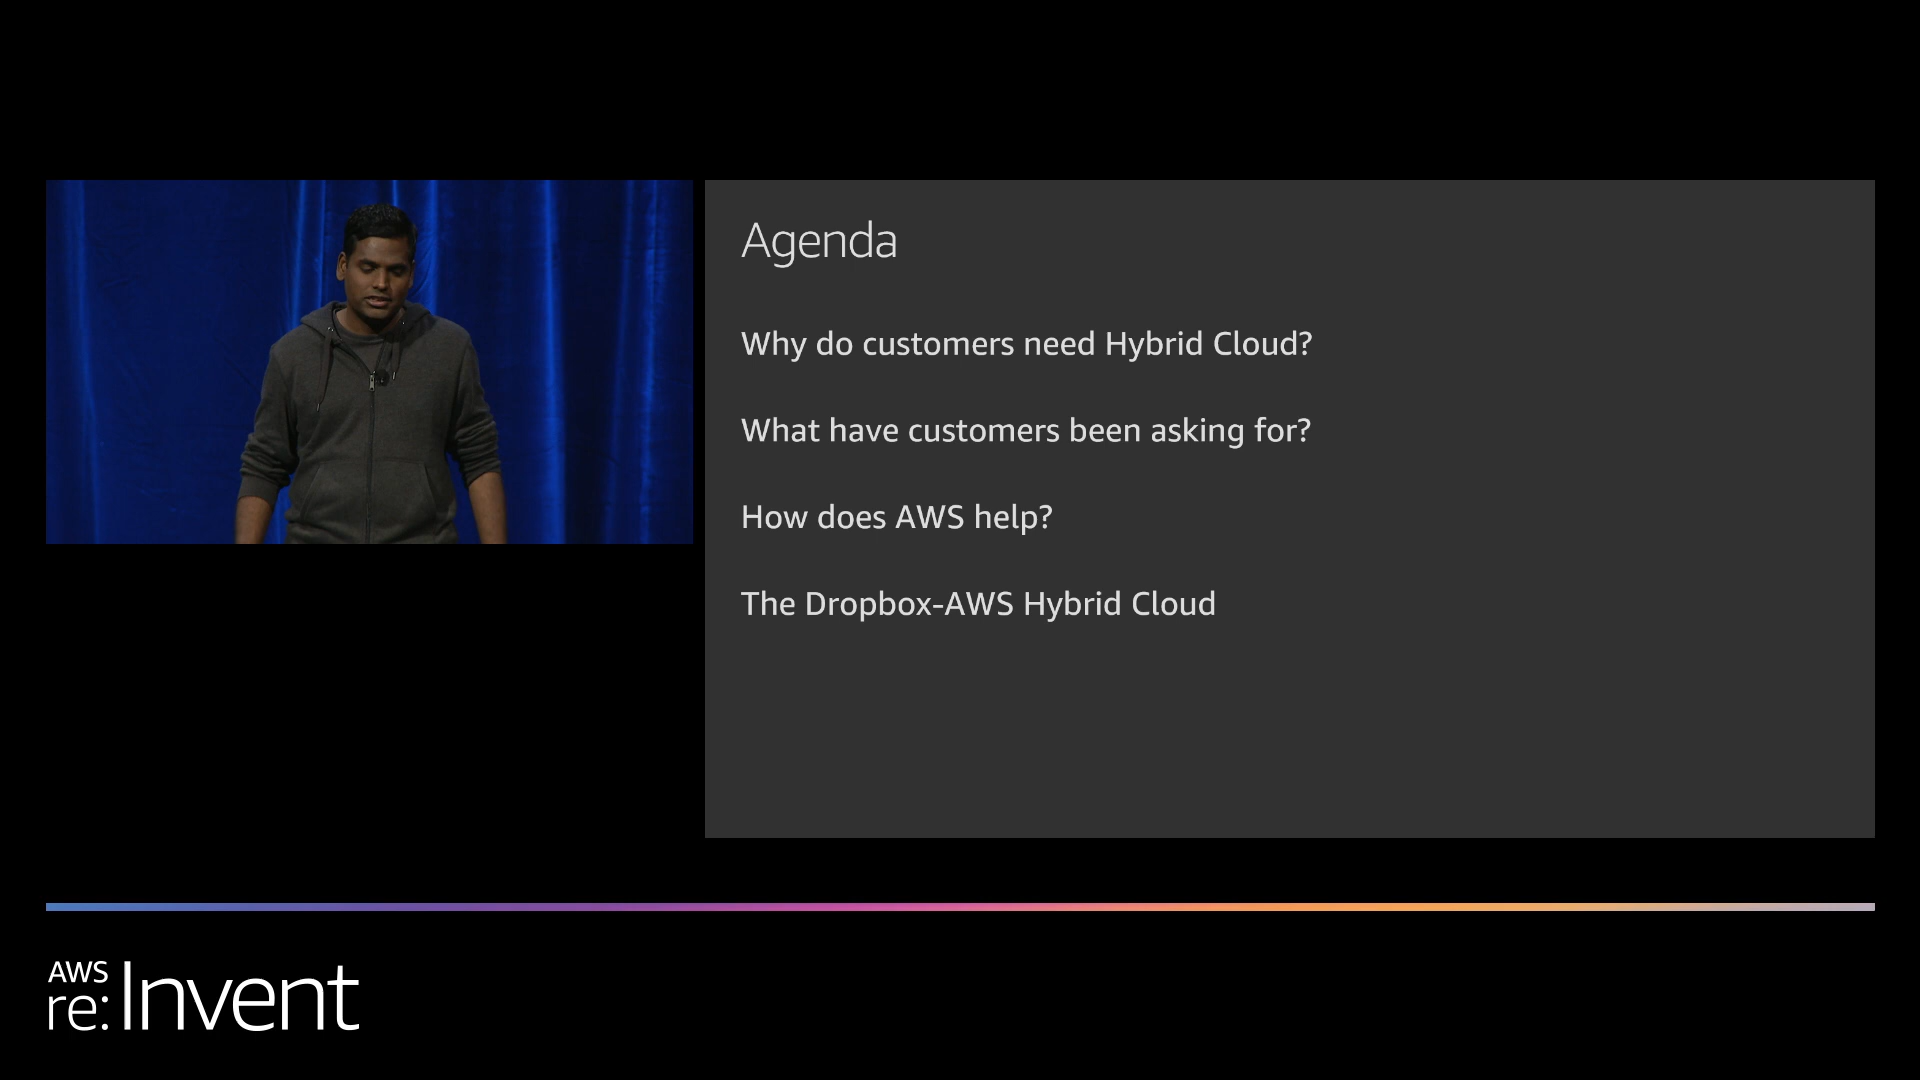 Agenda
Why do customers need Hybrid Cloud?
What have customers been asking for?
How does AWS help?
The Dropbox-AWS Hybrid Cloud
AWS
re:Invent